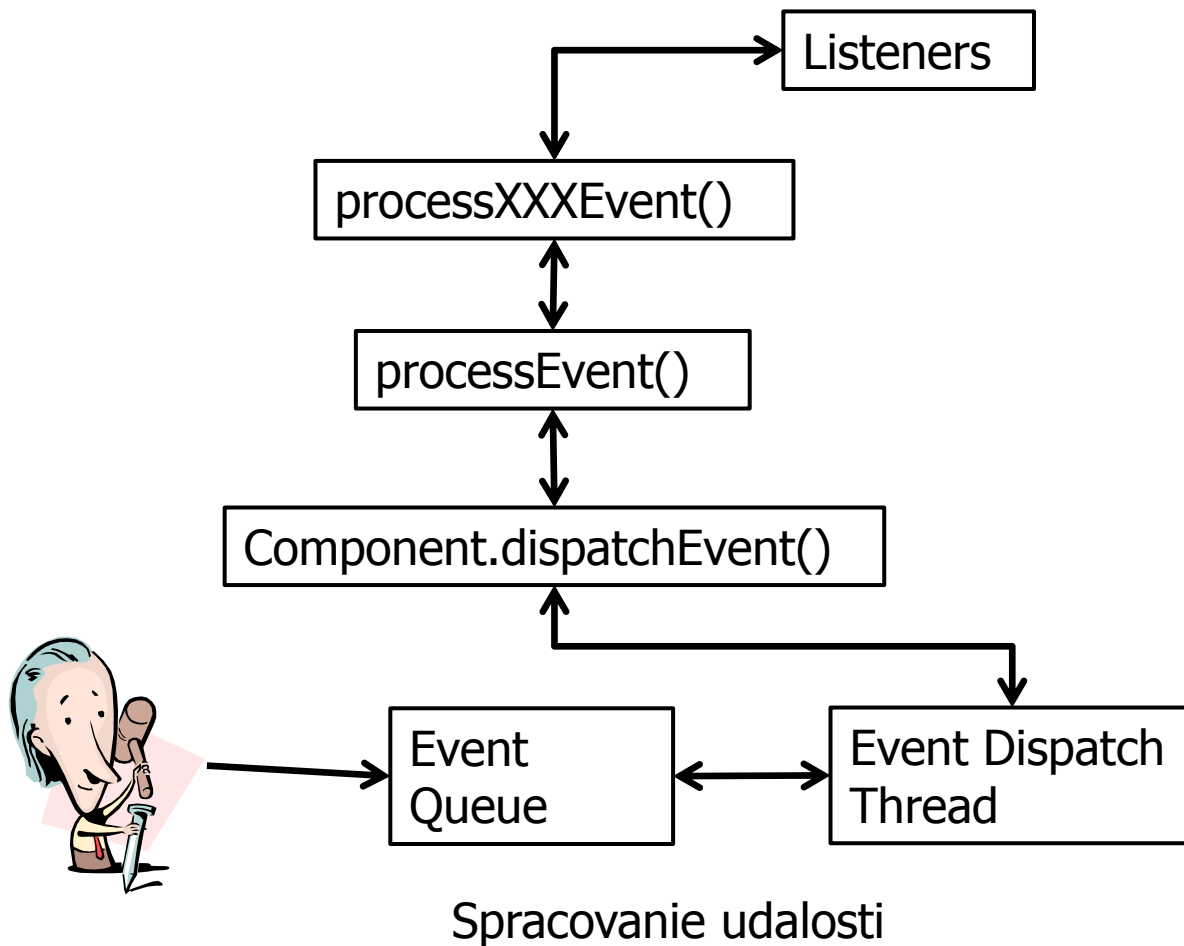 Listeners
processXXXEvent()
processEvent()
Component.dispatchEvent()
Event
Queue
Event Dispatch
Thread
Spracovanie udalosti